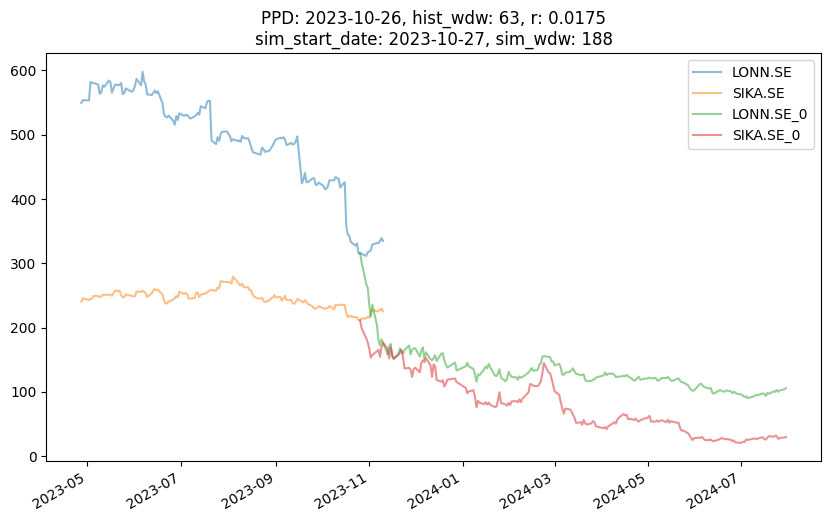 PPD: 2023-10-26, hist_wdw: 63, r: 0.0175
sim_start_date: 2023-10-27, sim_wdw: 188
600
500
400
300
200
100
0
LONN.SE
SIKA.SE
LONN.SE_0
SIKA.SE_0
2023-05
2023-07
2023-09
2023-11
2024-01
2024-03
2024-05
2024-07